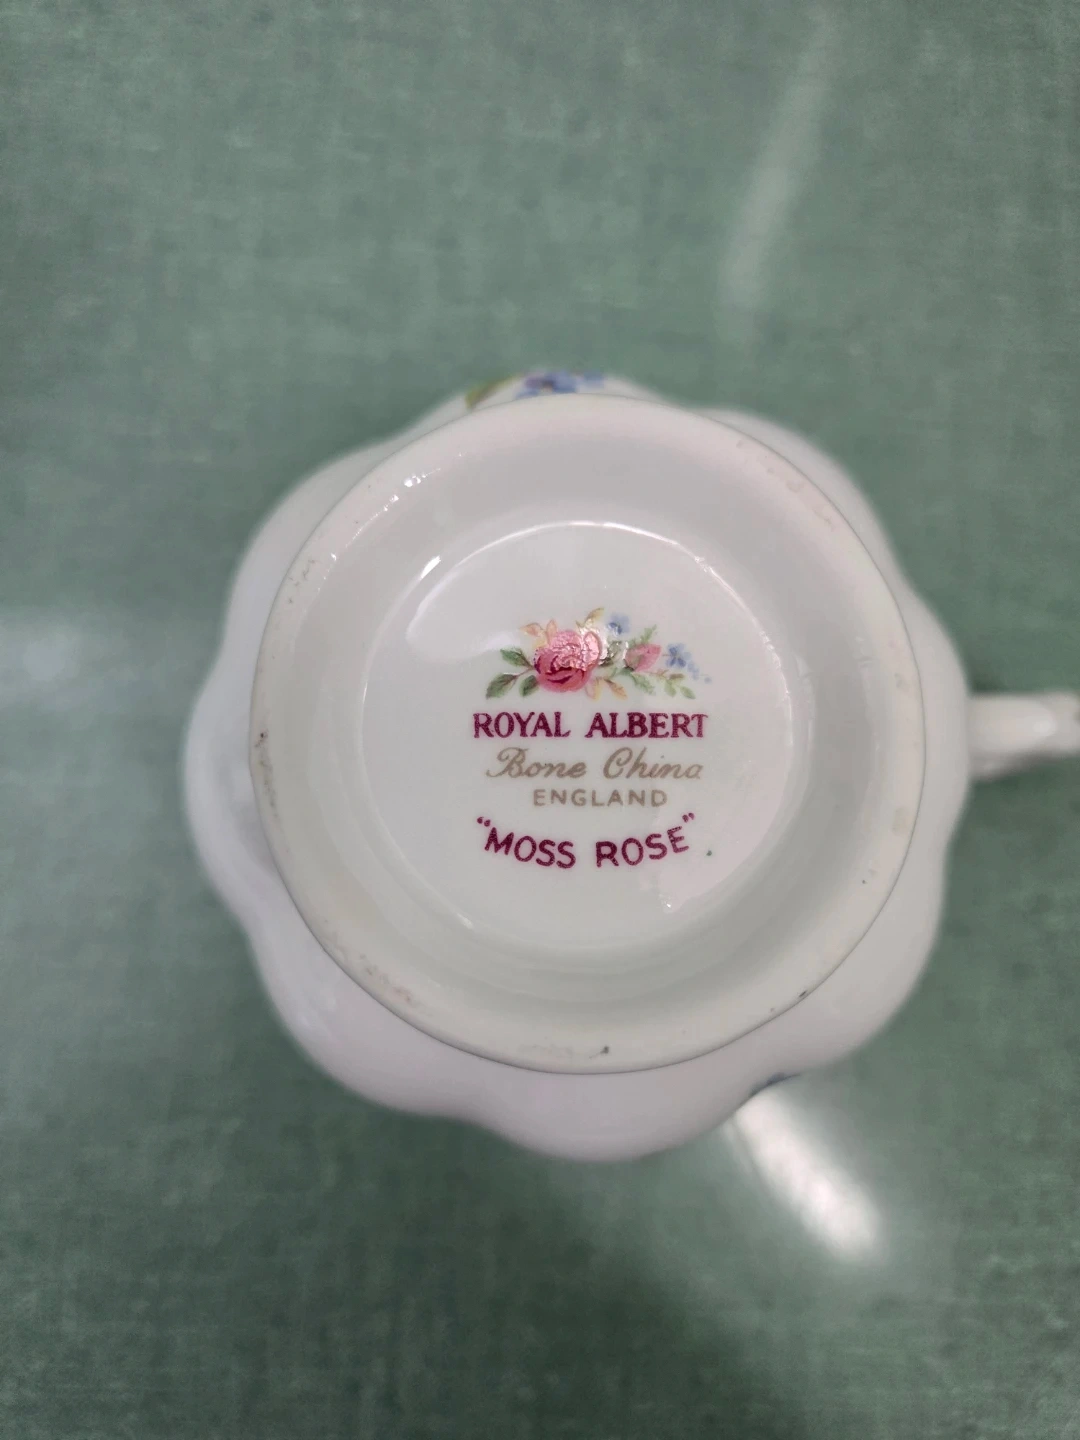 ROYAL ALBERT
Bone China
ENGLAND
"MOSS ROSE"